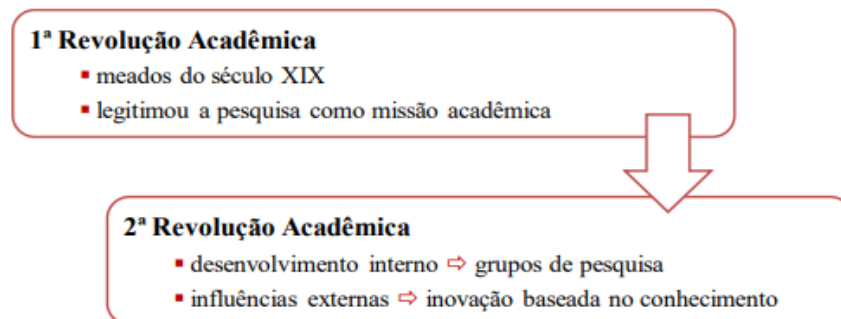 1ª Revolução Acadêmica
▪ meados do século XIX
▪ legitimou a pesquisa como missão acadêmica
2ª Revolução Acadêmica
▪ desenvolvimento interno ⇨ grupos de pesquisa
▪ influências externas ⇨ inovação baseada no conhecimento